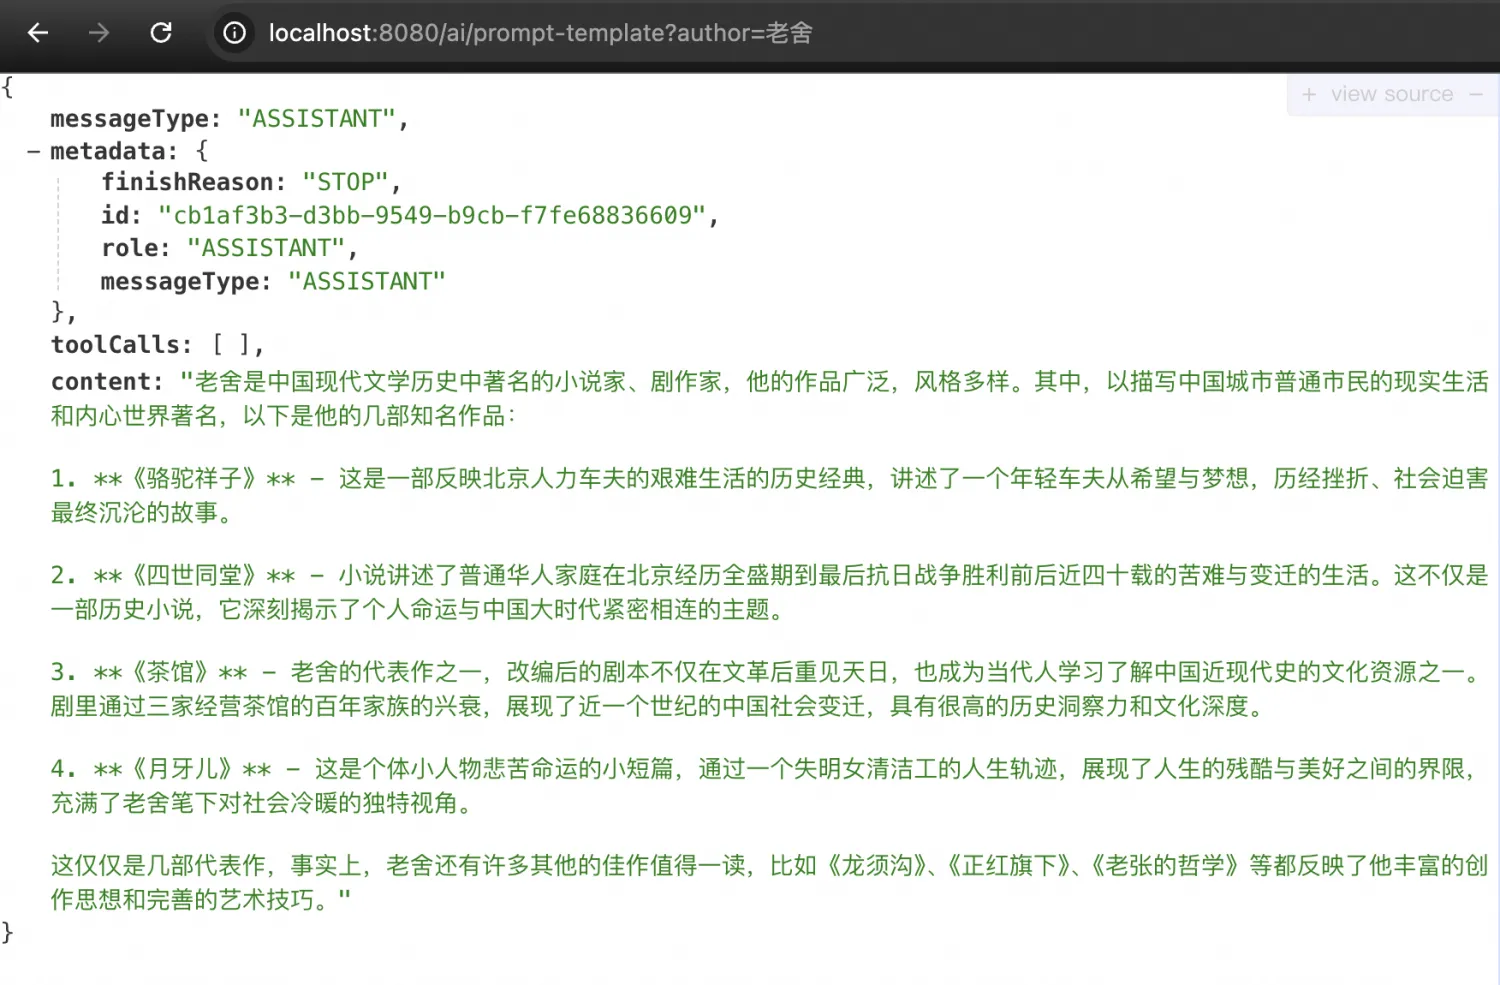 localhost:8080/ai/prompt-template?author=老舍
{
+ view source −
messageType: "ASSISTANT",
− metadata: {
finishReason: "STOP",
id: "cb1af3b3-d3bb-9549-b9cb-f7fe68836609",
role: "ASSISTANT",
messageType: "ASSISTANT"
},
toolCalls: [ ],
content: "老舍是中国现代文学历史中著名的小说家、剧作家，他的作品广泛，风格多样。其中，以描写中国城市普通市民的现实生活
和内心世界著名，以下是他的几部知名作品：
1. **《骆驼祥子》** – 这是一部反映北京人力车夫的艰难生活的历史经典，讲述了一个年轻车夫从希望与梦想，历经挫折、社会迫害
最终沉沦的故事。
2. **《四世同堂》** – 小说讲述了普通华人家庭在北京经历全盛期到最后抗日战争胜利前后近四十载的苦难与变迁的生活。这不仅是
一部历史小说，它深刻揭示了个人命运与中国大时代紧密相连的主题。
3. **《茶馆》** – 老舍的代表作之一，改编后的剧本不仅在文革后重见天日，也成为当代人学习了解中国近现代史的文化资源之一。
剧里通过三家经营茶馆的百年家族的兴衰，展现了近一个世纪的中国社会变迁，具有很高的历史洞察力和文化深度。
4. **《月牙儿》** – 这是个体小人物悲苦命运的小短篇，通过一个失明女清洁工的人生轨迹，展现了人生的残酷与美好之间的界限，
充满了老舍笔下对社会冷暖的独特视角。
这仅仅是几部代表作，事实上，老舍还有许多其他的佳作值得一读，比如《龙须沟》、《正红旗下》、《老张的哲学》等都反映了他丰富的创
作思想和完善的艺术技巧。"
}